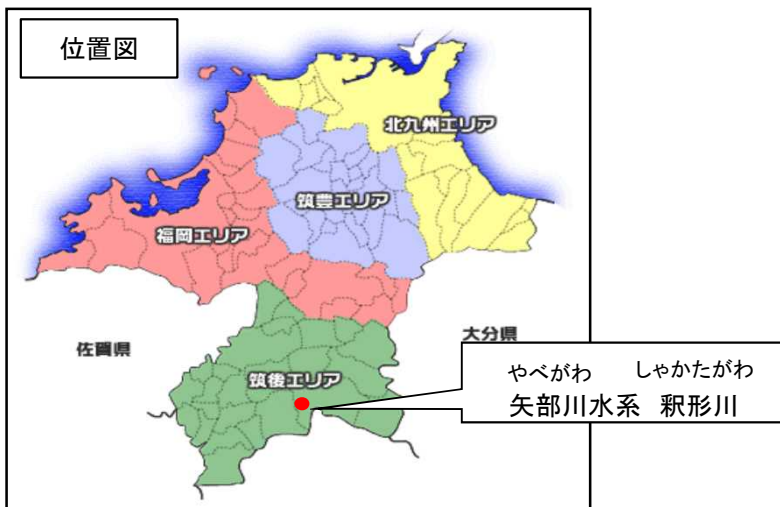 位置図
北九州エリア
筑豊エリア
福岡エリア
佐賀県
大分県
筑後エリア
やべがわ しゃかたがわ
矢部川水系 釈形川